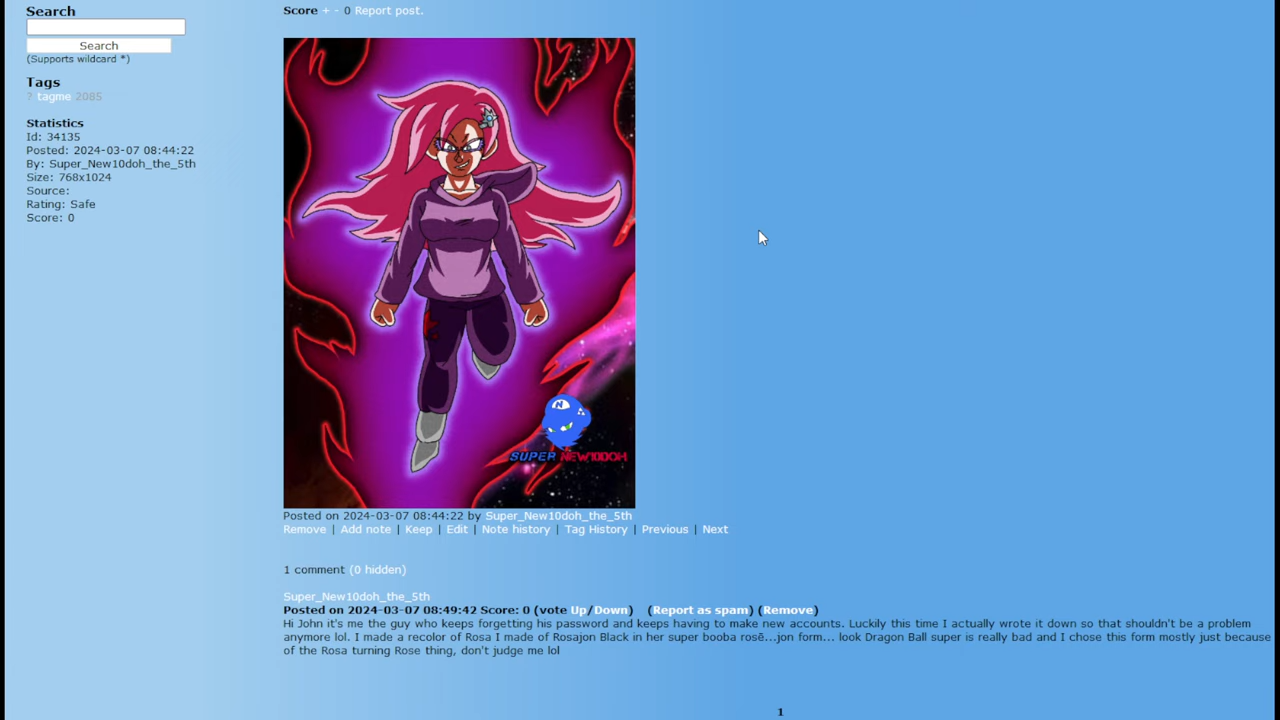 Search
Search
(Supports wildcard *)
Tags
? tagme 2085
Statistics
Id: 34135
Posted: 2024-03-07 08:44:22
By: Super_New10doh_the_5th
Size: 768x1024
Source:
Rating: Safe
Score: 0
Score + - 0 Report post.
N
SUPER NEW10DOH
Posted on 2024-03-07 08:44:22 by Super_New10doh_the_5th
Remove | Add note | Keep | Edit | Note history | Tag History | Previous | Next
1 comment (0 hidden)
Super_New10doh_the_5th
Posted on 2024-03-07 08:49:42 Score: 0 (vote Up/Down) (Report as spam) (Remove)
Hi John it's me the guy who keeps forgetting his password and keeps having to make new accounts. Luckily this time I actually wrote it down so that shouldn't be a problem
anymore lol. I made a recolor of Rosa I made of Rosajon Black in her super booba rosē...jon form... look Dragon Ball super is really bad and I chose this form mostly just because
of the Rosa turning Rose thing, don't judge me lol
1